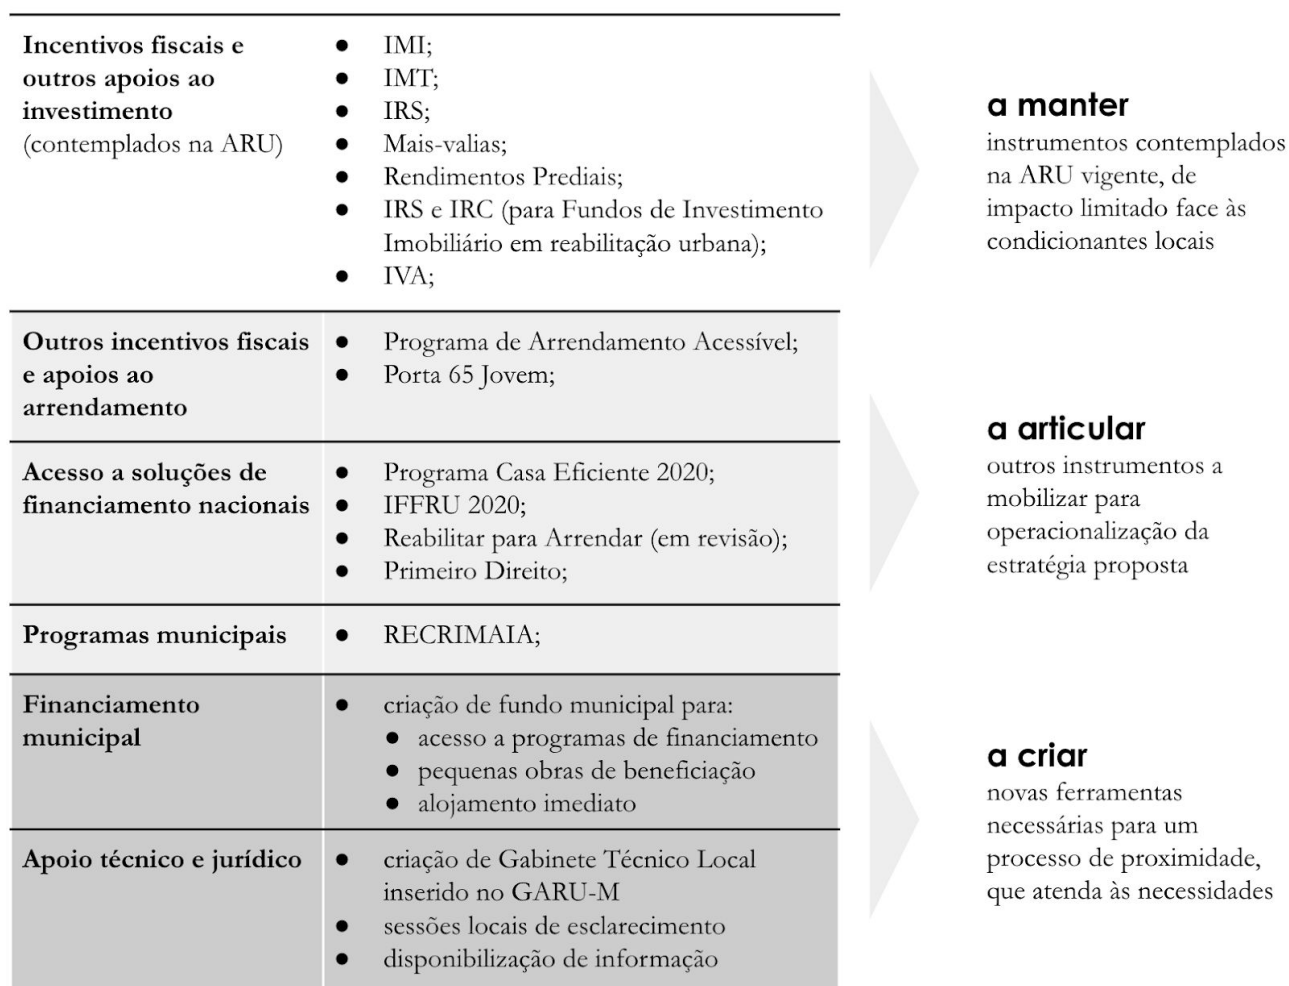 Incentivos fiscais e
outros apoios ao
investimento
(contemplados na ARU)
● IMI;
● IMT;
● IRS;
● Mais-valias;
● Rendimentos Prediais;
● IRS e IRC (para Fundos de Investimento
Imobiliário em reabilitação urbana);
● IVA;
a manter
instrumentos contemplados
na ARU vigente, de
impacto limitado face às
condicionantes locais
Outros incentivos fiscais
e apoios ao
arrendamento
● Programa de Arrendamento Acessível;
● Porta 65 Jovem;
Acesso a soluções de
financiamento nacionais
● Programa Casa Eficiente 2020;
● IFFRU 2020;
● Reabilitar para Arrendar (em revisão);
● Primeiro Direito;
Programas municipais
● RECRIMAIA;
a articular
outros instrumentos a
mobilizar para
operacionalização da
estratégia proposta
Financiamento
municipal
● criação de fundo municipal para:
● acesso a programas de financiamento
● pequenas obras de beneficiação
● alojamento imediato
Apoio técnico e jurídico
● criação de Gabinete Técnico Local
inserido no GARU-M
● sessões locais de esclarecimento
● disponibilização de informação
a criar
novas ferramentas
necessárias para um
processo de proximidade,
que atenda às necessidades